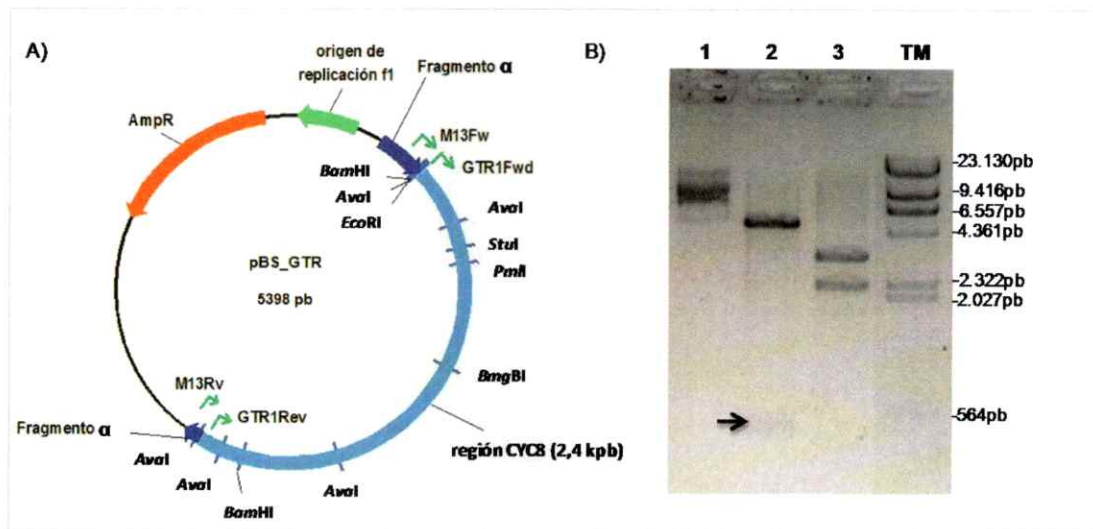 A)
origen de
replicación f1
Fragmento α
AmpR
M13Fw
GTR1Fwd
BamHI
AvaI
EcoRI
AvaI
StuI
PmlI
pBS_GTR
5398 pb
BmgBI
M13Rv
GTR1Rev
Fragmento α
región CYC8 (2,4 kpb)
AvaI
AvaI
BamHI
AvaI
B)
1 2 3 TM
-23.130pb
-9.416pb
-6.557pb
-4.361pb
-2.322pb
-2.027pb
-564pb